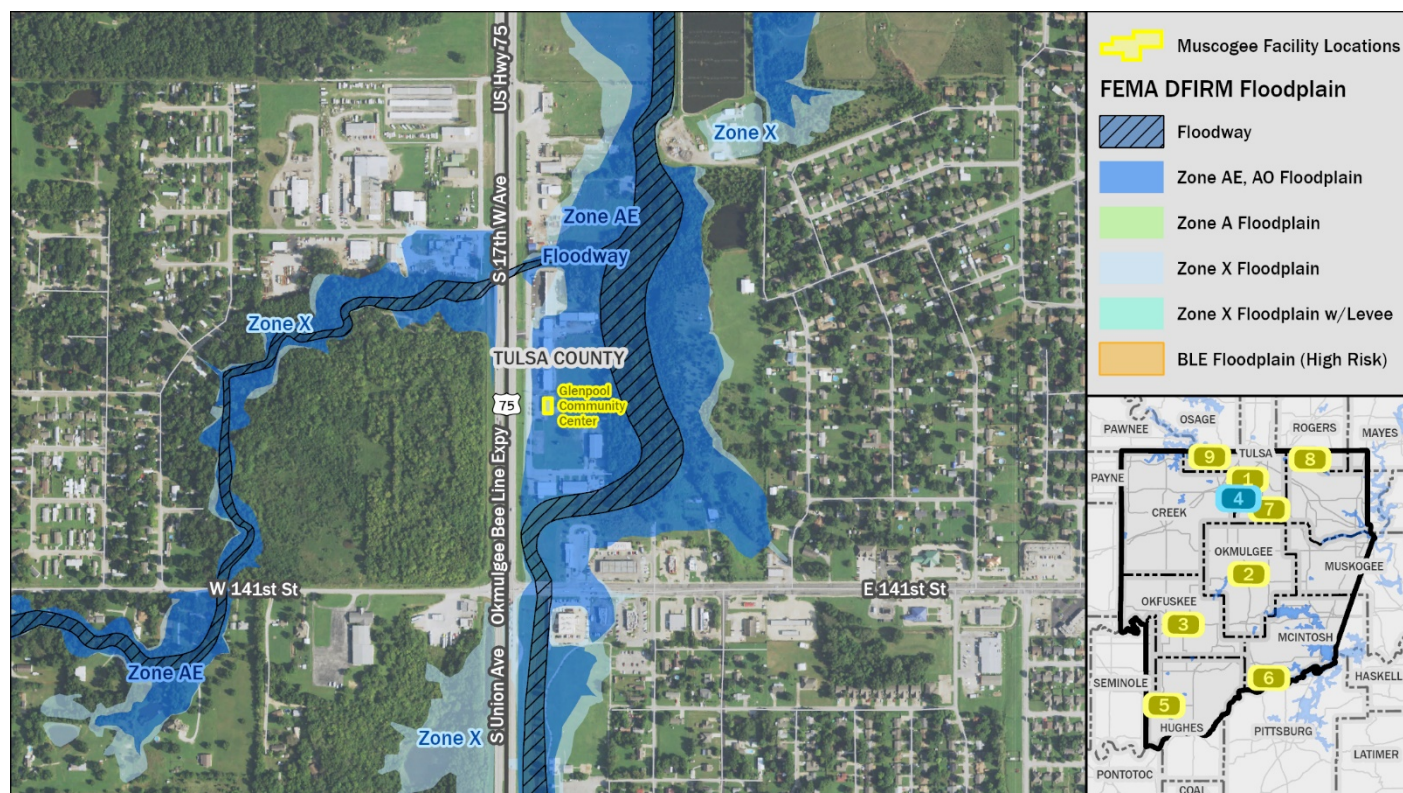 US Hwy 75
Zone X
S 17th W Ave
Zone AE
Floodway
Zone X
TULSA COUNTY
75
Glenpool
Community
Center
Okmulgee Bee Line Expy
W 141st St
E 141st St
Zone AE
S Union Ave
Zone X
Muscogee Facility Locations
FEMA DFIRM Floodplain
Floodway
Zone AE, AO Floodplain
Zone A Floodplain
Zone X Floodplain
Zone X Floodplain w/Levee
BLE Floodplain (High Risk)
OSAGE
ROGERS
PAWNEE
MAYES
9
TULSA
8
PAYNE
1
4
CREEK
7
OKMULGEE
MUSKOGEE
2
OKFUSKEE
3
MCINTOSH
SEMINOLE
6
HASKELL
5
HUGHES
PITTSBURG
LATIMER
PONTOTOC
COAL